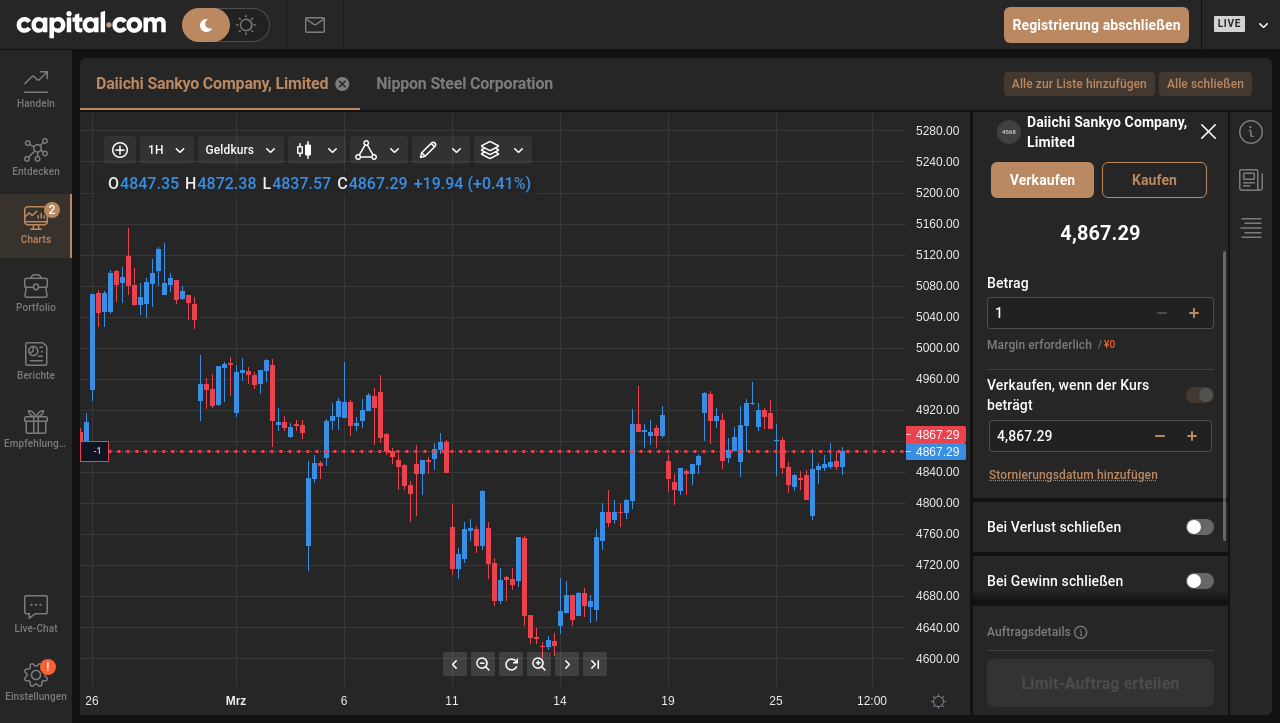 capital.com
Registrierung abschließen
LIVE
Handeln
Entdecken
2
Charts
Portfolio
Berichte
Empfehlung...
Live-Chat
!
Einstellungen
Daiichi Sankyo Company, Limited
Nippon Steel Corporation
Alle zur Liste hinzufügen
Alle schließen
1H
Geldkurs
O4847.35 H4872.38 L4837.57 C4867.29 +19.94 (+0.41%)
-1
5280.00
5240.00
5200.00
5160.00
5120.00
5080.00
5040.00
5000.00
4960.00
4920.00
4867.29
4867.29
4840.00
4800.00
4760.00
4720.00
4680.00
4640.00
4600.00
26
Mrz
6
11
14
19
25
12:00
4568
Daiichi Sankyo Company,
Limited
Verkaufen
Kaufen
4,867.29
Betrag
1
Margin erforderlich / ¥0
Verkaufen, wenn der Kurs
beträgt
4,867.29
Stornierungsdatum hinzufügen
Bei Verlust schließen
Bei Gewinn schließen
Auftragsdetails
Limit-Auftrag erteilen